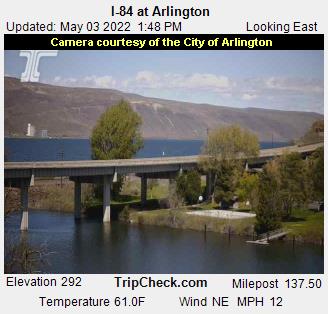 I-84 at Arlington
Updated: May 03 2022 1:48 PM Looking East
Camera courtesy of the City of Arlington
Elevation 292 TripCheck.com Milepost 137.50
Temperature 61.0F Wind NE MPH 12